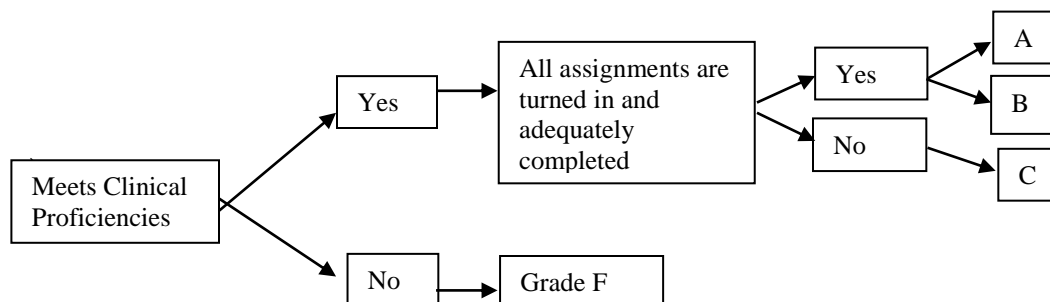 Meets Clinical
Proficiencies
Yes
No
All assignments are
turned in and
adequately
completed
Grade F
Yes
No
A
B
C